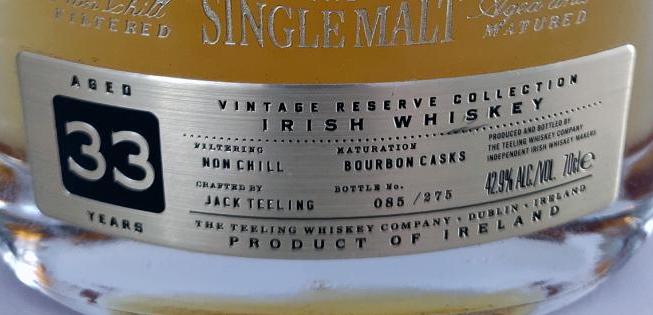 FILTERED
SINGLE MALT
MATURED
AGED
33
YEARS
VINTAGE RESERVE COLLECTION
IRISH WHISKEY
FILTERING
NON CHILL
MATURATION
BOURBON CASKS
CRAFTED BY
JACK TEELING
BOTTLE No.
085 / 275
PRODUCED AND BOTTLED BY
THE TEELING WHISKEY COMPANY
INDEPENDENT IRISH WHISKEY MAKERS
42.9% ALC./VOL. 70cl e
THE TEELING WHISKEY COMPANY · DUBLIN · IRELAND
PRODUCT OF IRELAND